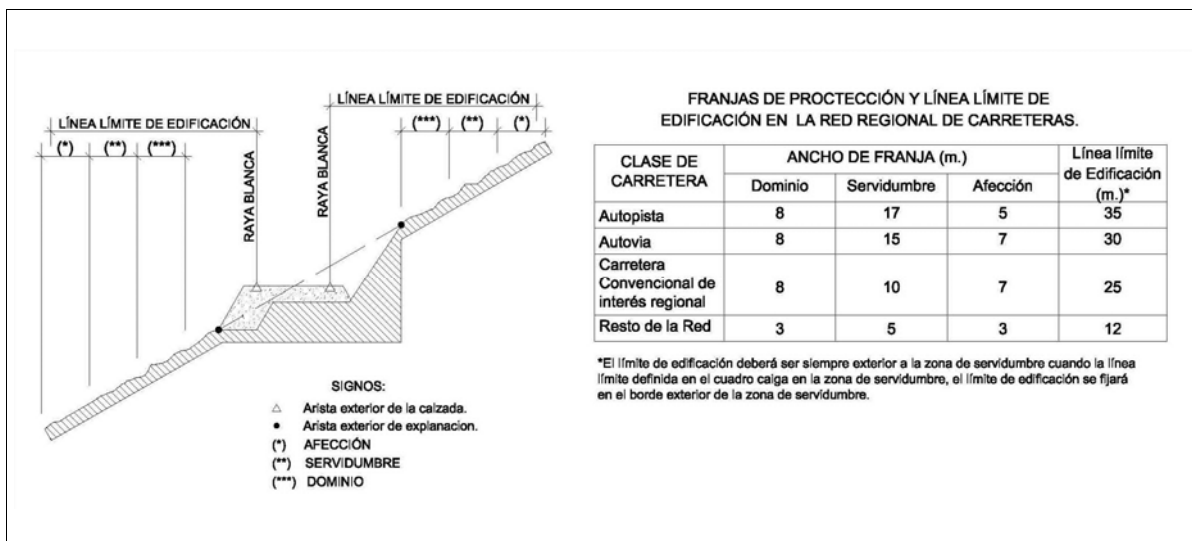 LÍNEA LÍMITE DE EDIFICACIÓN
(***) (**) (*)
LÍNEA LÍMITE DE EDIFICACIÓN
(*) (**) (***)
RAYA BLANCA
RAYA BLANCA
SIGNOS:
△ Arista exterior de la calzada.
● Arista exterior de explanacion.
(*) AFECCIÓN
(**) SERVIDUMBRE
(***) DOMINIO
FRANJAS DE PROCTECCIÓN Y LÍNEA LÍMITE DE
EDIFICACIÓN EN LA RED REGIONAL DE CARRETERAS.
CLASE DE CARRETERA ANCHO DE FRANJA (m.) Línea límite de Edificación (m.)*
Dominio Servidumbre Afección
Autopista 8 17 5 35
Autovia 8 15 7 30
Carretera
Convencional de
interés regional 8 10 7 25
Resto de la Red 3 5 3 12
*El límite de edificación deberá ser siempre exterior a la zona de servidumbre cuando la línea
límite definida en el cuadro caiga en la zona de servidumbre, el límite de edificación se fijará
en el borde exterior de la zona de servidumbre.